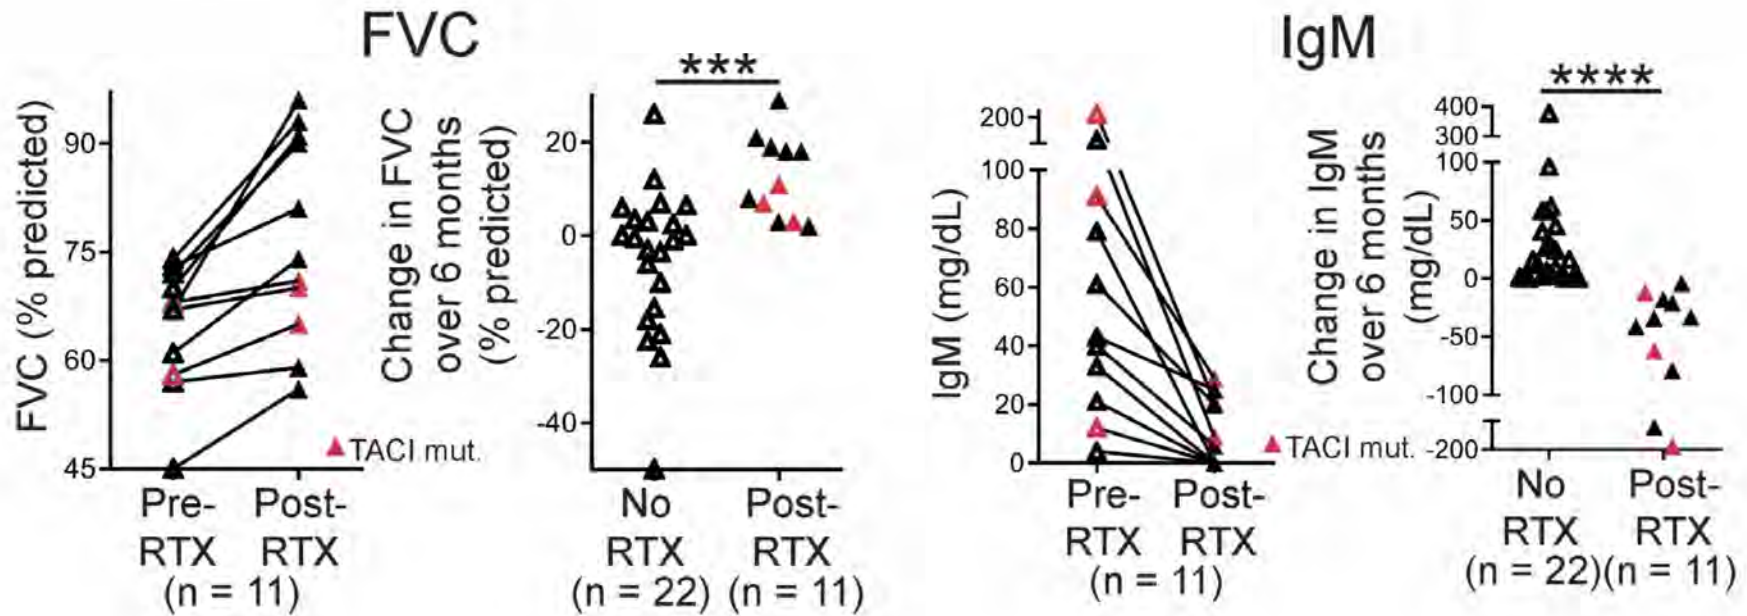 FVC
IgM
FVC (% predicted)
90
75
60
45
Pre-
RTX
Post-
RTX
(n = 11)
TACI mut.
Change in FVC
over 6 months
(% predicted)
***
20
0
-20
-40
No
RTX
(n = 22)
Post-
RTX
(n = 11)
IgM (mg/dL)
200
100
80
60
40
20
0
Pre-
RTX
Post-
RTX
(n = 11)
TACI mut.
Change in IgM
over 6 months
(mg/dL)
****
400
300
100
50
0
-50
-100
-200
No
RTX
(n = 22)
Post-
RTX
(n = 11)